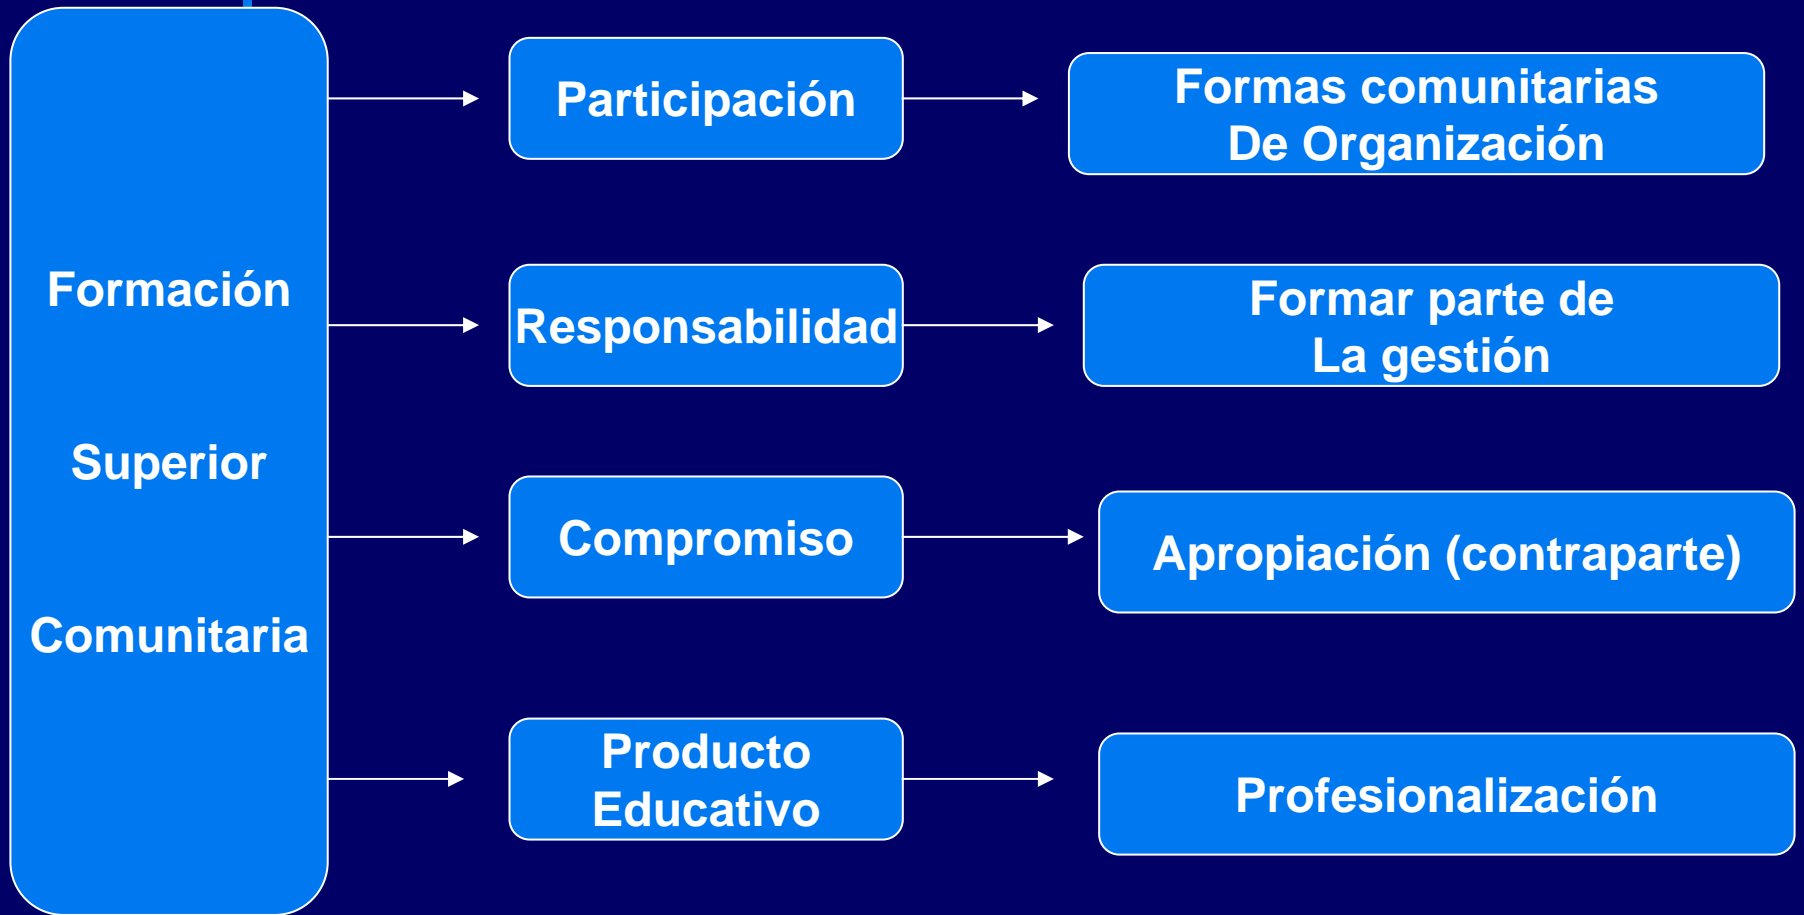 Formación
Superior
Comunitaria
Participación
Formas comunitarias
De Organización
Responsabilidad
Formar parte de
La gestión
Compromiso
Apropiación (contraparte)
Producto
Educativo
Profesionalización